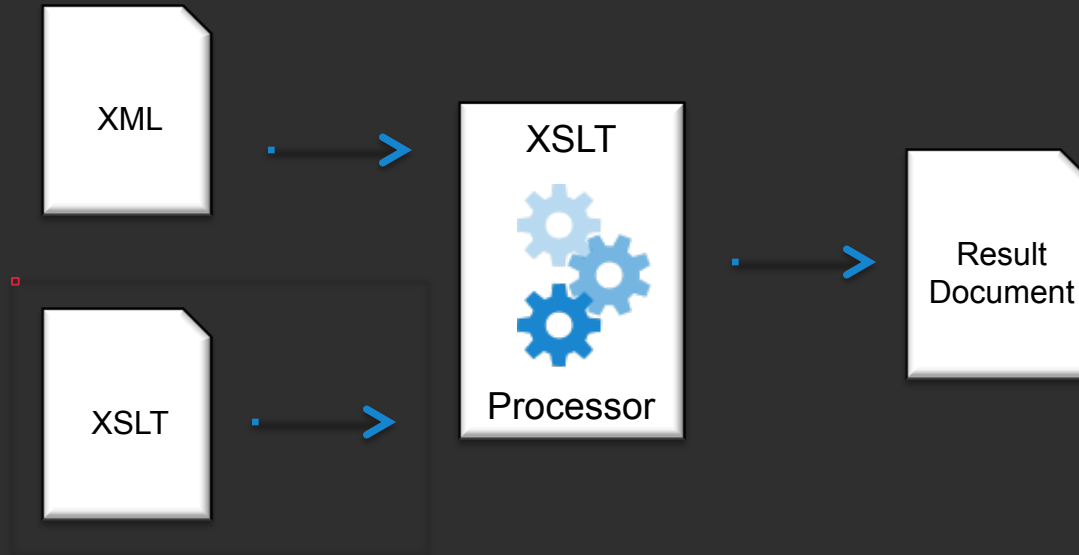 XML
XSLT
XSLT
Processor
Result
Document